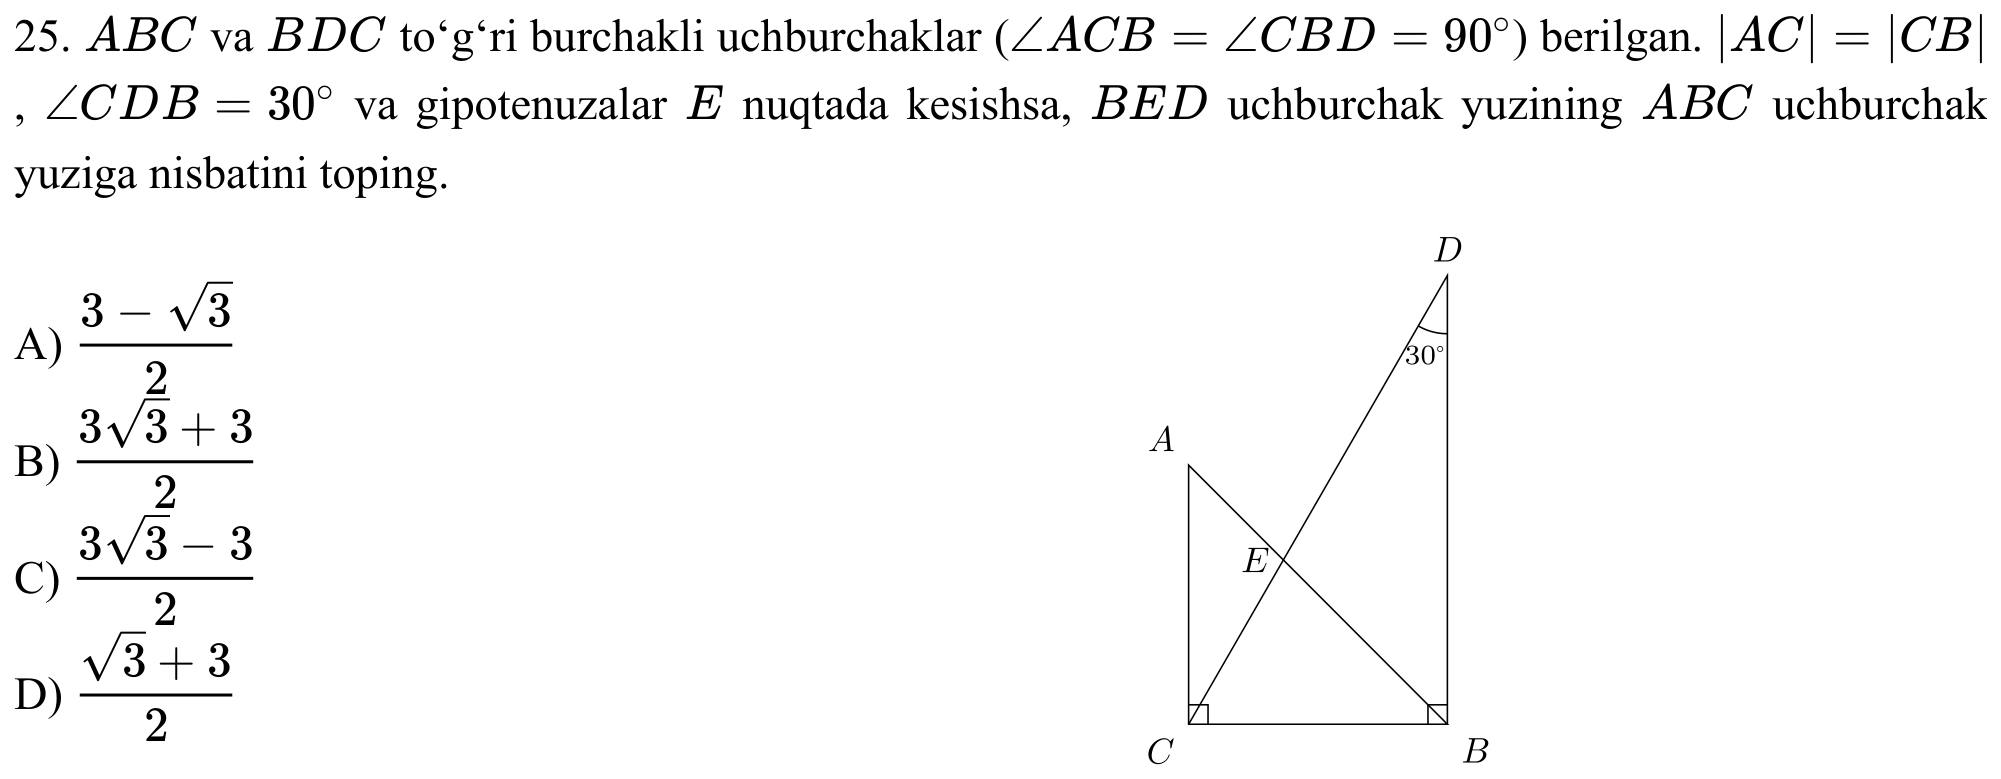 25. ABC va BDC to‘g‘ri burchakli uchburchaklar (∠ACB = ∠CBD = 90°) berilgan. |AC| = |CB|
, ∠CDB = 30° va gipotenuzalar E nuqtada kesishsa, BED uchburchak yuzining ABC uchburchak
yuziga nisbatini toping.
A) (3 − √3)/2
B) (3√3 + 3)/2
C) (3√3 − 3)/2
D) (√3 + 3)/2
D
30°
A
E
C
B